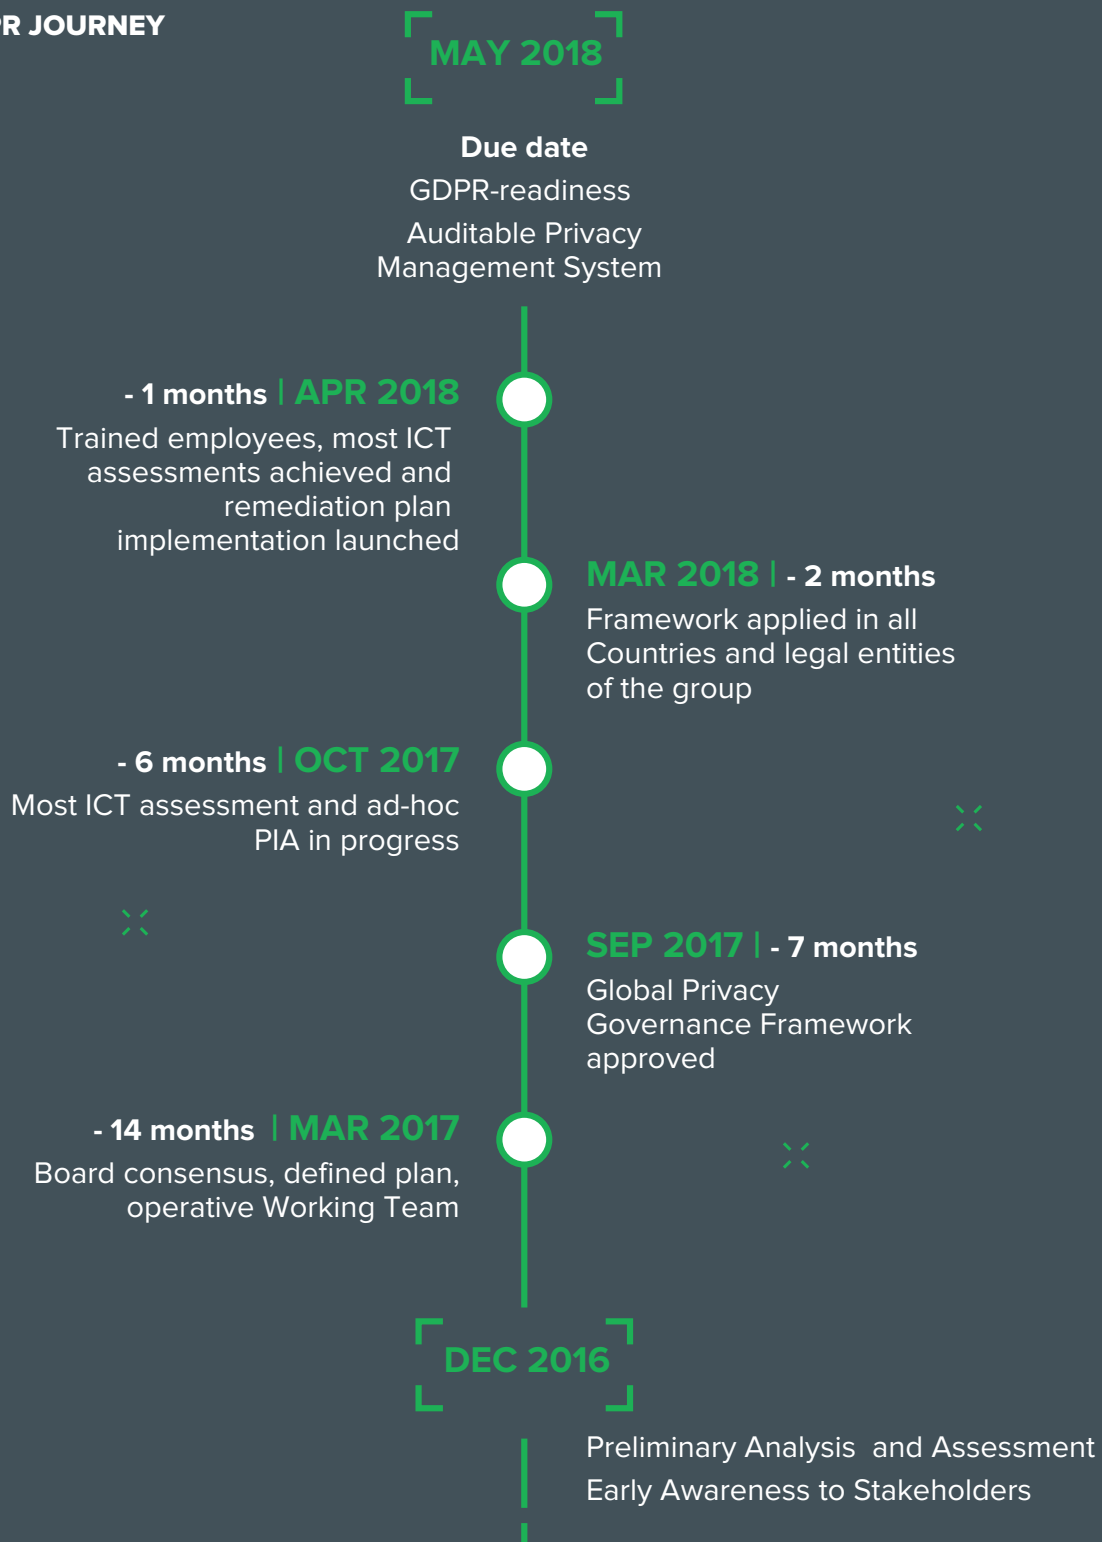 PR JOURNEY
MAY 2018
Due date
GDPR-readiness
Auditable Privacy
Management System
- 1 months | APR 2018
Trained employees, most ICT
assessments achieved and
remediation plan
implementation launched
MAR 2018 | - 2 months
Framework applied in all
Countries and legal entities
of the group
- 6 months | OCT 2017
Most ICT assessment and ad-hoc
PIA in progress
SEP 2017 | - 7 months
Global Privacy
Governance Framework
approved
- 14 months | MAR 2017
Board consensus, defined plan,
operative Working Team
DEC 2016
Preliminary Analysis  and Assessment
Early Awareness to Stakeholders